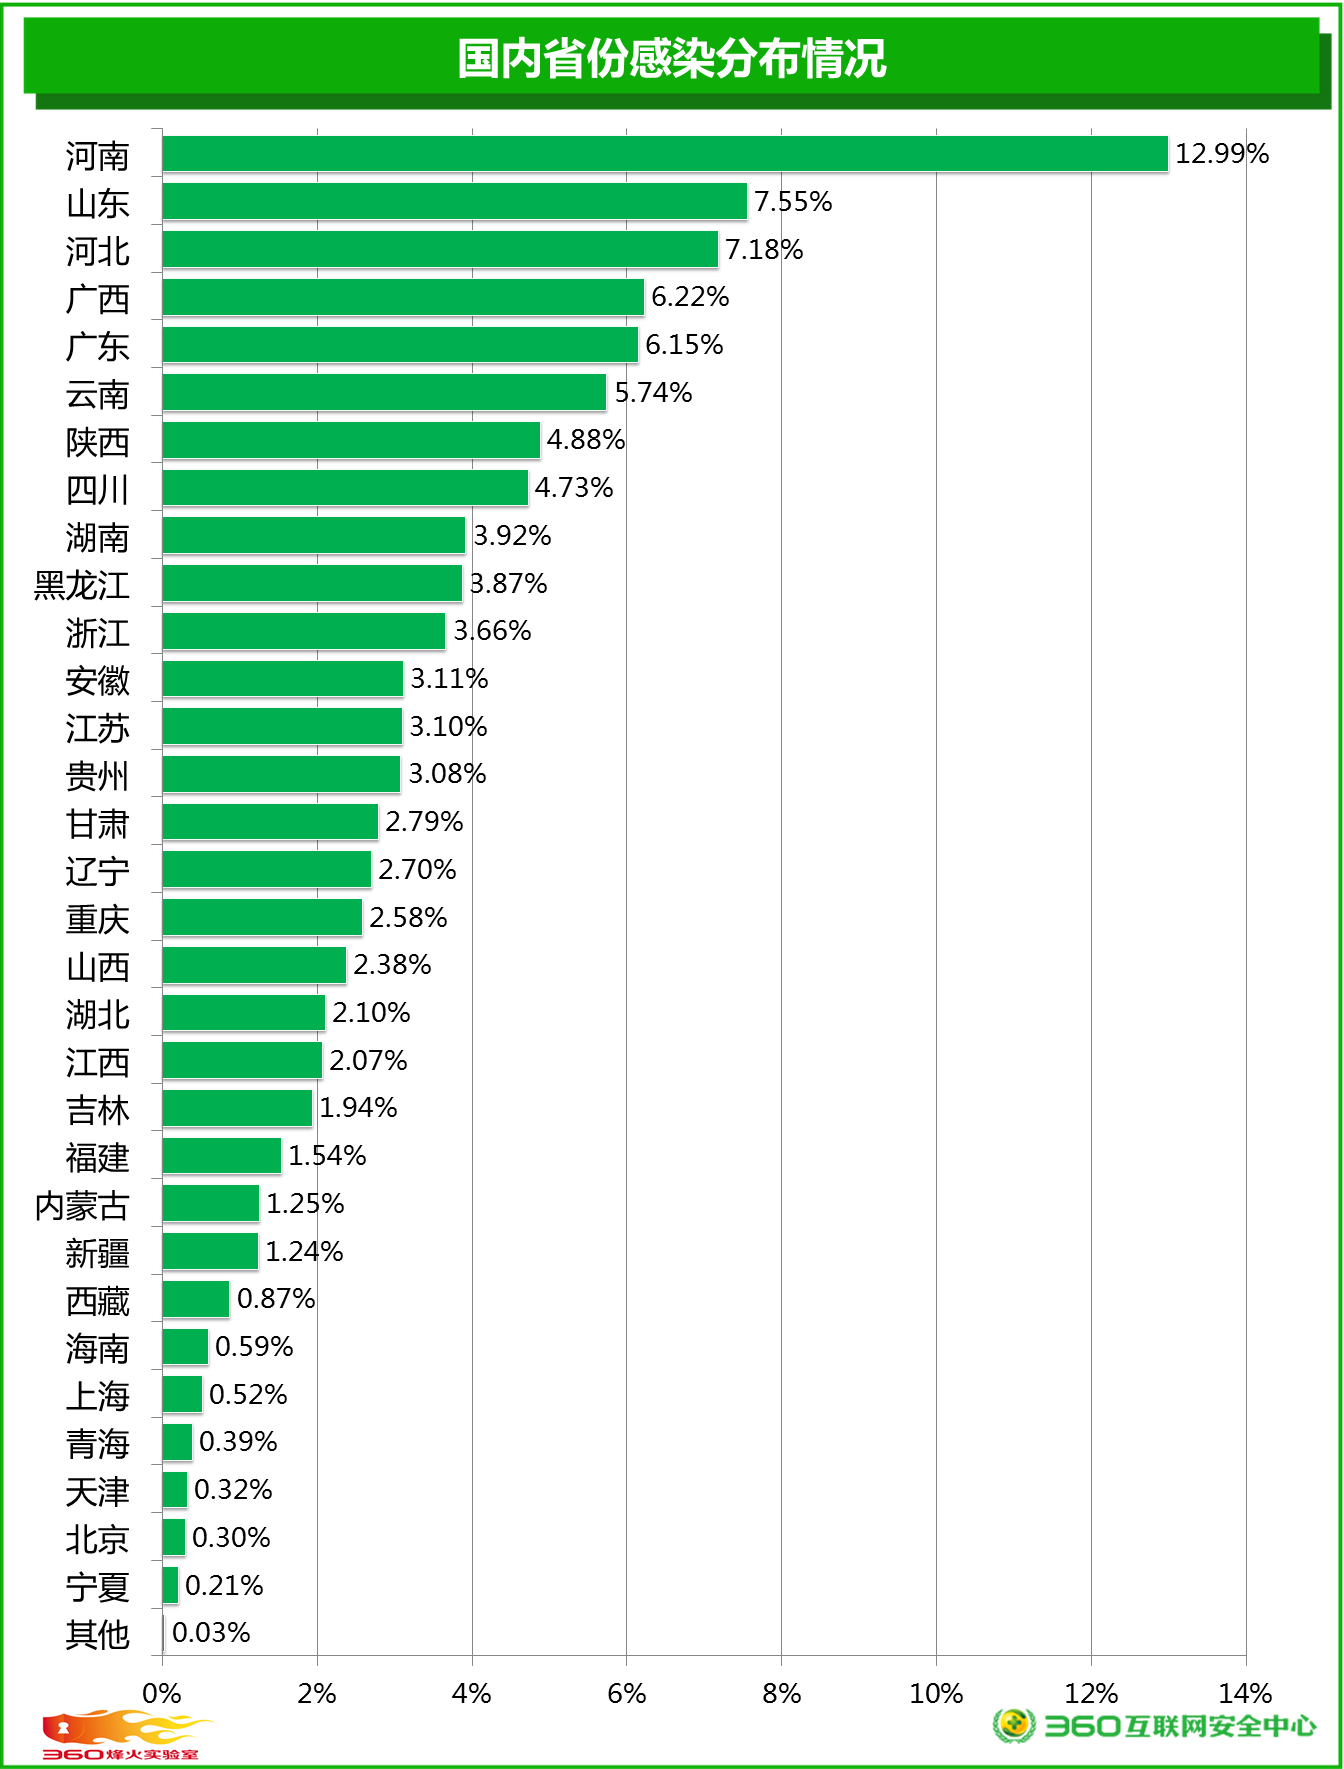 国内省份感染分布情况
河南 12.99%
山东 7.55%
河北 7.18%
广西 6.22%
广东 6.15%
云南 5.74%
陕西 4.88%
四川 4.73%
湖南 3.92%
黑龙江 3.87%
浙江 3.66%
安徽 3.11%
江苏 3.10%
贵州 3.08%
甘肃 2.79%
辽宁 2.70%
重庆 2.58%
山西 2.38%
湖北 2.10%
江西 2.07%
吉林 1.94%
福建 1.54%
内蒙古 1.25%
新疆 1.24%
西藏 0.87%
海南 0.59%
上海 0.52%
青海 0.39%
天津 0.32%
北京 0.30%
宁夏 0.21%
其他 0.03%
0% 2% 4% 6% 8% 10% 12% 14%
360烽火实验室
360互联网安全中心